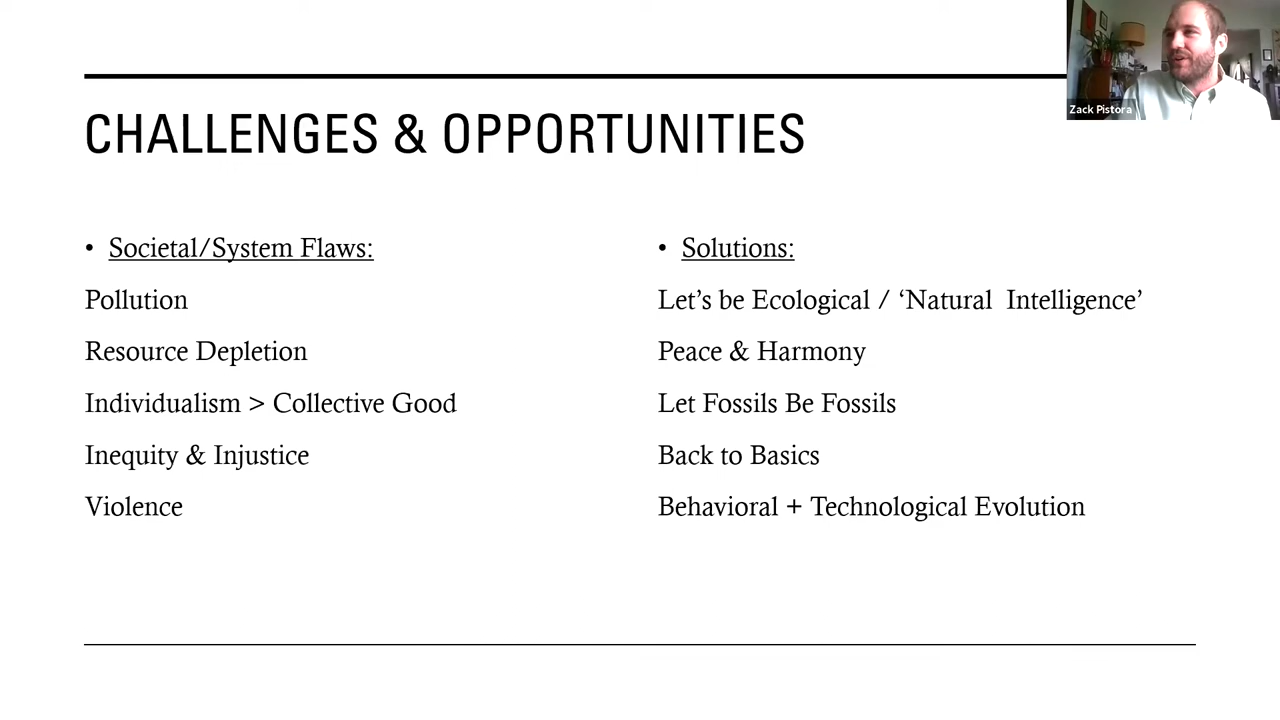 Zack Pistora
CHALLENGES & OPPORTUNITIES
• Societal/System Flaws:
Pollution
Resource Depletion
Individualism > Collective Good
Inequity & Injustice
Violence
• Solutions:
Let’s be Ecological / ‘Natural  Intelligence’
Peace & Harmony
Let Fossils Be Fossils
Back to Basics
Behavioral + Technological Evolution